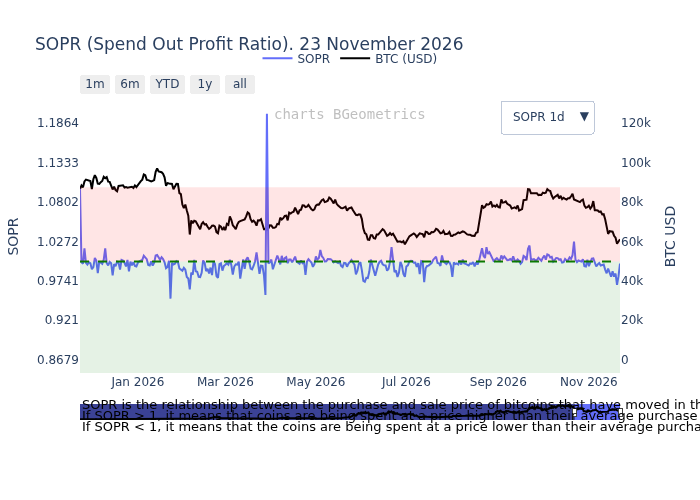 SOPR (Spend Out Profit Ratio). 23 November 2026
SOPR BTC (USD)
1m 6m YTD 1y all
charts BGeometrics
SOPR 1d ▼
1.1864
1.1333
1.0802
1.0272
0.9741
0.921
0.8679
SOPR
120k
100k
80k
60k
40k
20k
0
BTC USD
Jan 2026 Mar 2026 May 2026 Jul 2026 Sep 2026 Nov 2026
SOPR is the relationship between the purchase and sale price of bitcoins that have moved in th
If SOPR > 1, it means that coins are being spent at a price higher than their average purchase
If SOPR < 1, it means that the coins are being spent at a price lower than their average purcha